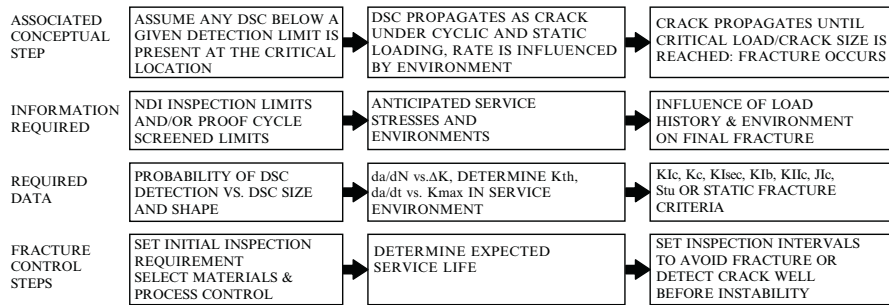 ASSOCIATED
CONCEPTUAL
STEP
ASSUME ANY DSC BELOW A
GIVEN DETECTION LIMIT IS
PRESENT AT THE CRITICAL
LOCATION
DSC PROPAGATES AS CRACK
UNDER CYCLIC AND STATIC
LOADING, RATE IS INFLUENCED
BY ENVIRONMENT
CRACK PROPAGATES UNTIL
CRITICAL LOAD/CRACK SIZE IS
REACHED: FRACTURE OCCURS
INFORMATION
REQUIRED
NDI INSPECTION LIMITS
AND/OR PROOF CYCLE
SCREENED LIMITS
ANTICIPATED SERVICE
STRESSES AND
ENVIRONMENTS
INFLUENCE OF LOAD
HISTORY & ENVIRONMENT
ON FINAL FRACTURE
REQUIRED
DATA
PROBABILITY OF DSC
DETECTION VS. DSC SIZE
AND SHAPE
da/dN vs.ΔK, DETERMINE Kth,
da/dt vs. Kmax IN SERVICE
ENVIRONMENT
KIc, Kc, KIsec, KIb, KIIc, JIc,
Stu OR STATIC FRACTURE
CRITERIA
FRACTURE
CONTROL
STEPS
SET INITIAL INSPECTION
REQUIREMENT
SELECT MATERIALS &
PROCESS CONTROL
DETERMINE EXPECTED
SERVICE LIFE
SET INSPECTION INTERVALS
TO AVOID FRACTURE OR
DETECT CRACK WELL
BEFORE INSTABILITY